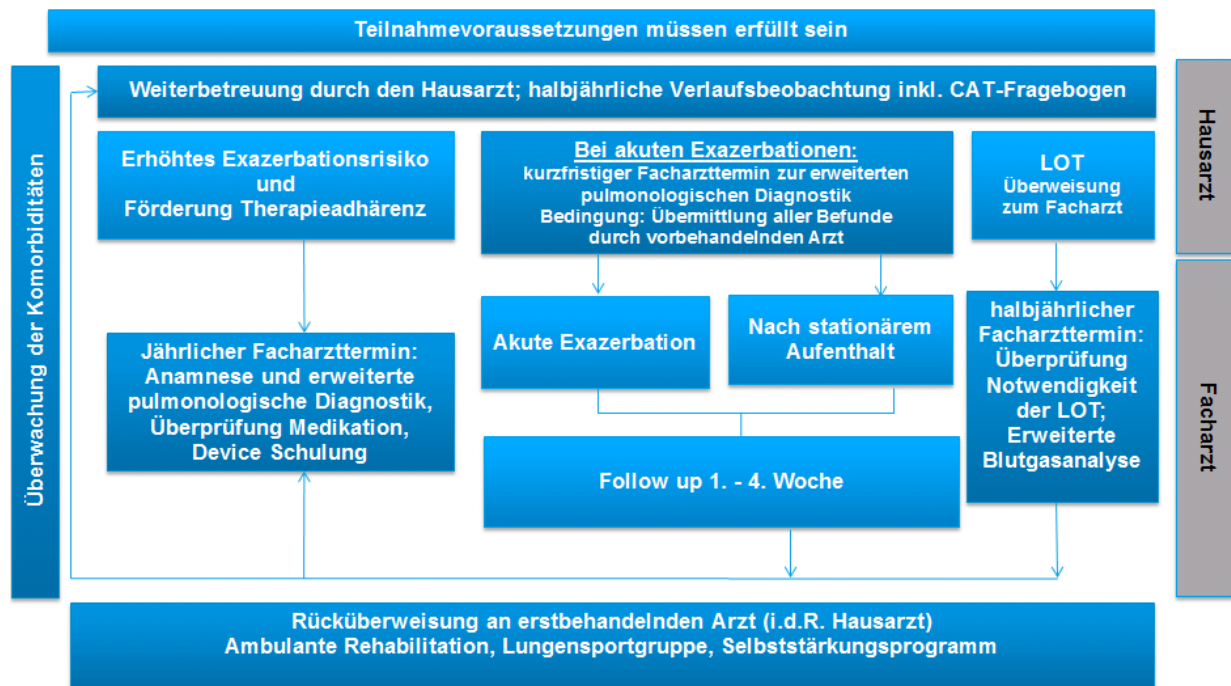 Teilnahmevoraussetzungen müssen erfüllt sein
Überwachung der Komorbiditäten
Weiterbetreuung durch den Hausarzt; halbjährliche Verlaufsbeobachtung inkl. CAT-Fragebogen
Hausarzt
Erhöhtes Exazerbationsrisiko
und
Förderung Therapieadhärenz
Bei akuten Exazerbationen:
kurzfristiger Facharzttermin zur erweiterten
pulmonologischen Diagnostik
Bedingung: Übermittlung aller Befunde
durch vorbehandelnden Arzt
LOT
Überweisung
zum Facharzt
Facharzt
Jährlicher Facharzttermin:
Anamnese und erweiterte
pulmonologische Diagnostik,
Überprüfung Medikation,
Device Schulung
Akute Exazerbation
Nach stationärem
Aufenthalt
halbjährlicher
Facharzttermin:
Überprüfung
Notwendigkeit
der LOT;
Erweiterte
Blutgasanalyse
Follow up 1. - 4. Woche
Rücküberweisung an erstbehandelnden Arzt (i.d.R. Hausarzt)
Ambulante Rehabilitation, Lungensportgruppe, Selbststärkungsprogramm